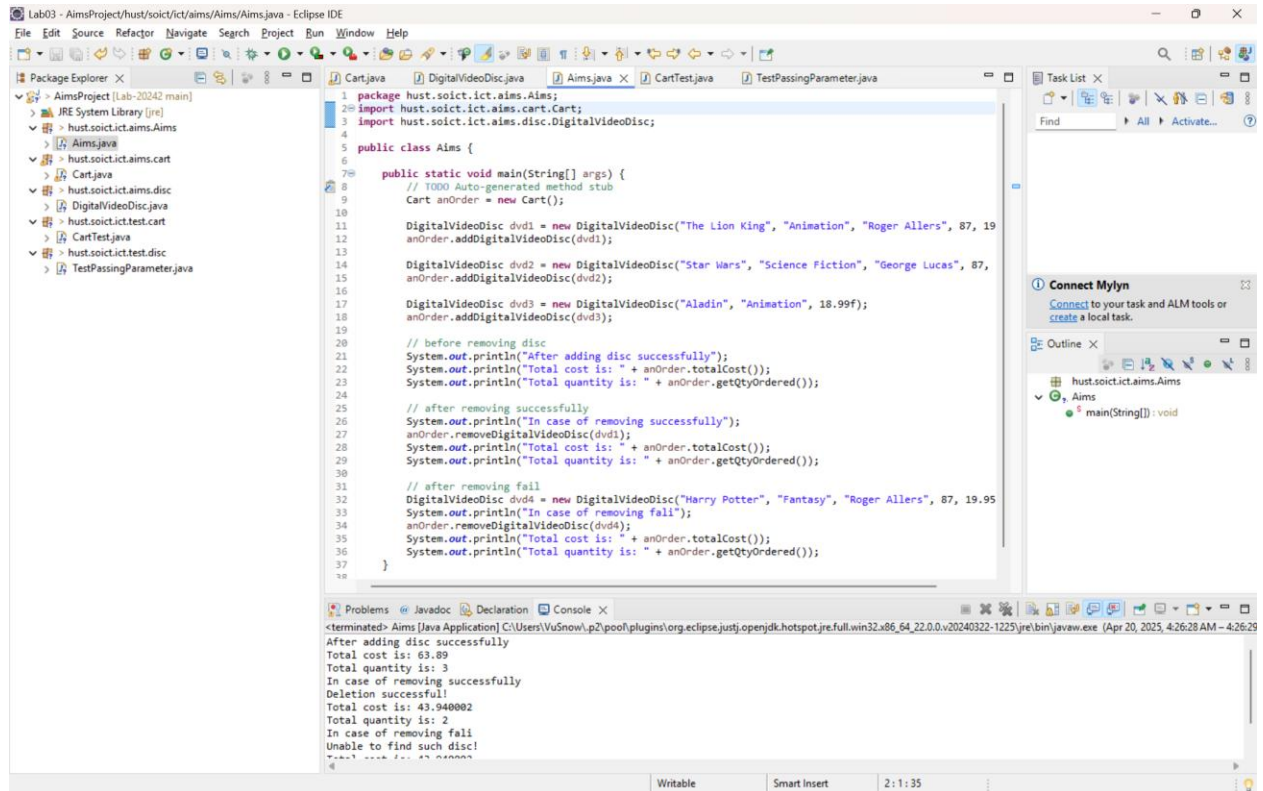 Lab03 - AimsProject/hust/soict/ict/aims/Aims/Aims.java - Eclipse IDE
File Edit Source Refactor Navigate Search Project Run Window Help
Package Explorer
AimsProject [Lab-20242 main]
JRE System Library [jre]
> hust.soict.ict.aims.Aims
Aims.java
> hust.soict.ict.aims.cart
Cart.java
> hust.soict.ict.aims.disc
DigitalVideoDisc.java
> hust.soict.ict.test.cart
CartTest.java
> hust.soict.ict.test.disc
TestPassingParameter.java
Cart.java DigitalVideoDisc.java Aims.java CartTest.java TestPassingParameter.java
1 package hust.soict.ict.aims.Aims;
2 import hust.soict.ict.aims.cart.Cart;
3 import hust.soict.ict.aims.disc.DigitalVideoDisc;
4
5 public class Aims {
6
7 public static void main(String[] args) {
8 // TODO Auto-generated method stub
9 Cart anOrder = new Cart();
10
11 DigitalVideoDisc dvd1 = new DigitalVideoDisc("The Lion King", "Animation", "Roger Allers", 87, 19
12 anOrder.addDigitalVideoDisc(dvd1);
13
14 DigitalVideoDisc dvd2 = new DigitalVideoDisc("Star Wars", "Science Fiction", "George Lucas", 87,
15 anOrder.addDigitalVideoDisc(dvd2);
16
17 DigitalVideoDisc dvd3 = new DigitalVideoDisc("Aladin", "Animation", 18.99f);
18 anOrder.addDigitalVideoDisc(dvd3);
19
20 // before removing disc
21 System.out.println("After adding disc successfully");
22 System.out.println("Total cost is: " + anOrder.totalCost());
23 System.out.println("Total quantity is: " + anOrder.getQtyOrdered());
24
25 // after removing successfully
26 System.out.println("In case of removing successfully");
27 anOrder.removeDigitalVideoDisc(dvd1);
28 System.out.println("Total cost is: " + anOrder.totalCost());
29 System.out.println("Total quantity is: " + anOrder.getQtyOrdered());
30
31 // after removing fail
32 DigitalVideoDisc dvd4 = new DigitalVideoDisc("Harry Potter", "Fantasy", "Roger Allers", 87, 19.95
33 System.out.println("In case of removing fali");
34 anOrder.removeDigitalVideoDisc(dvd4);
35 System.out.println("Total cost is: " + anOrder.totalCost());
36 System.out.println("Total quantity is: " + anOrder.getQtyOrdered());
37 }
38
Task List
Find All Activate...
Connect Mylyn
Connect to your task and ALM tools or
create a local task.
Outline
hust.soict.ict.aims.Aims
Aims
main(String[]) : void
Problems Javadoc Declaration Console
<terminated> Aims [Java Application] C:\Users\VuSnow\.p2\pool\plugins\org.eclipse.justj.openjdk.hotspot.jre.full.win32.x86_64_22.0.0.v20240322-1225\jre\bin\javaw.exe (Apr 20, 2025, 4:26:28 AM – 4:26:29
After adding disc successfully
Total cost is: 63.89
Total quantity is: 3
In case of removing successfully
Deletion successful!
Total cost is: 43.940002
Total quantity is: 2
In case of removing fali
Unable to find such disc!
Total cost is: 43.940002
Writable Smart Insert 2 : 1 : 35